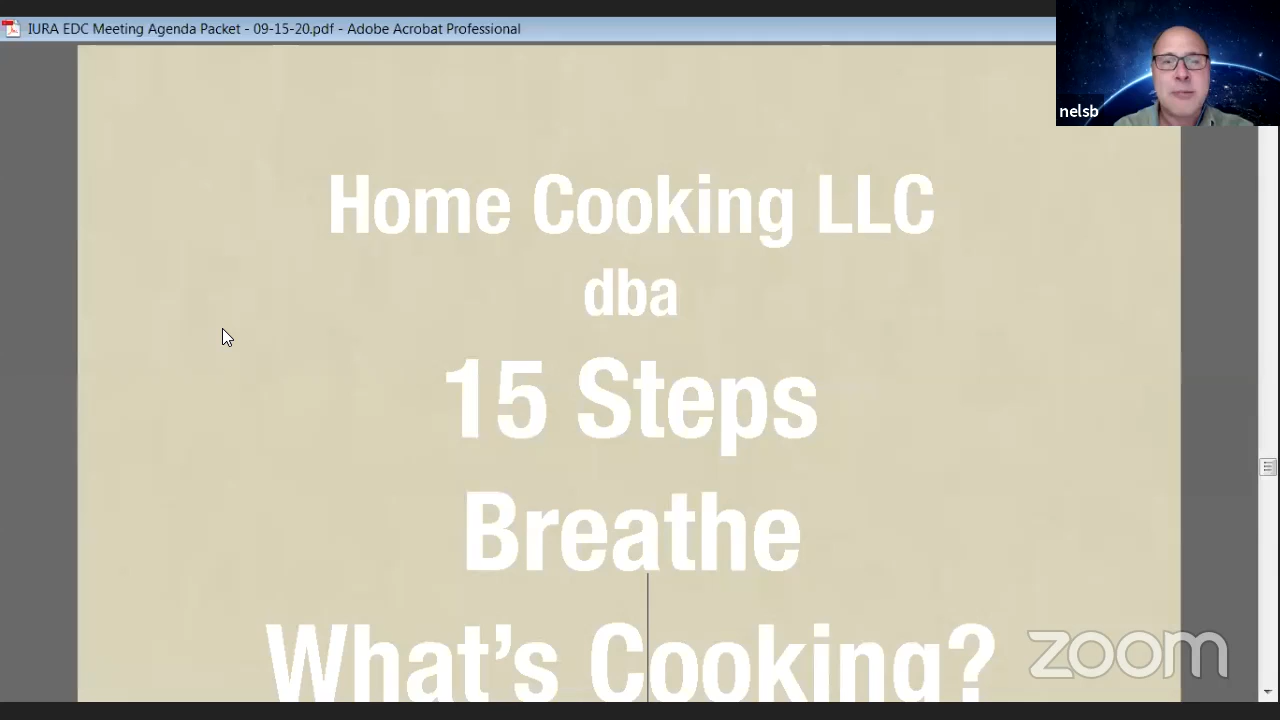 IURA EDC Meeting Agenda Packet - 09-15-20.pdf - Adobe Acrobat Professional
nelsb
Home Cooking LLC
dba
15 Steps
Breathe
What's Cooking?
zoom